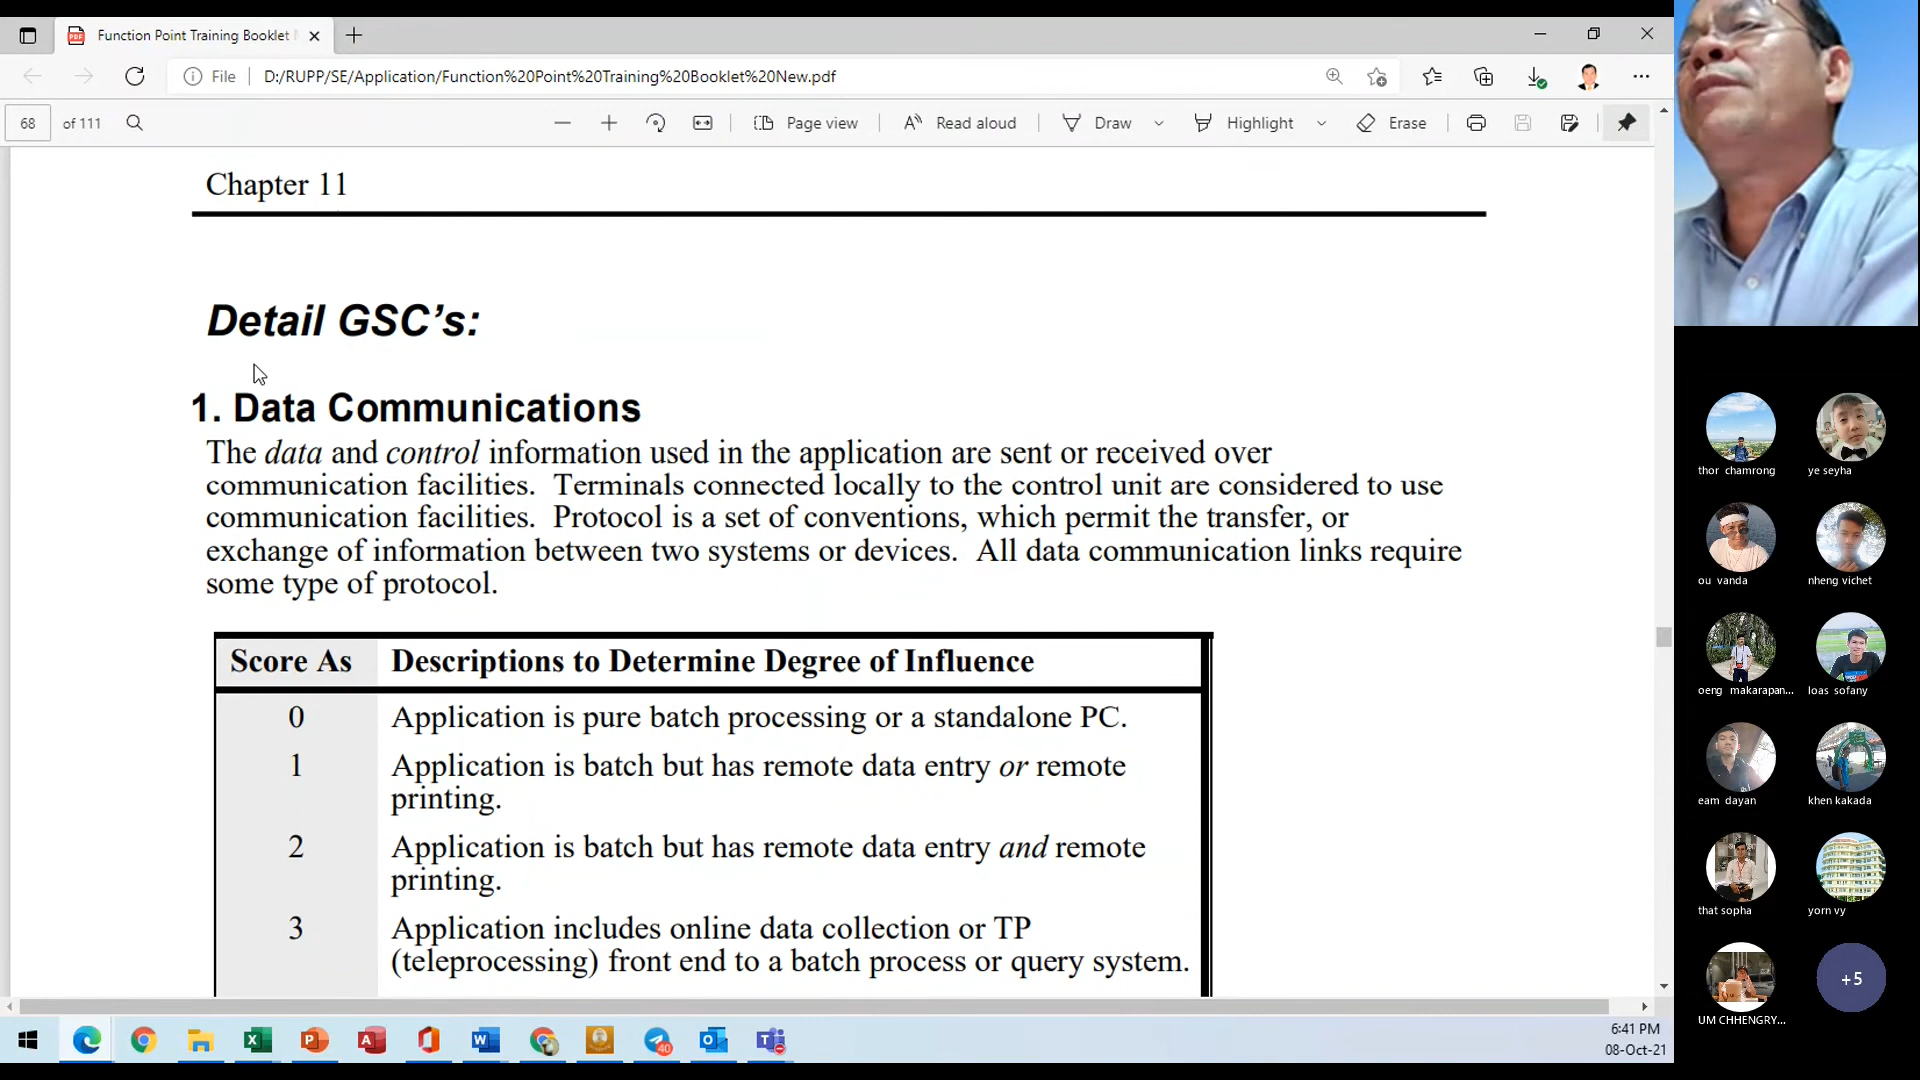 Function Point Training Booklet
File
D:/RUPP/SE/Application/Function%20Point%20Training%20Booklet%20New.pdf
68 of 111
Page view
Read aloud
Draw
Highlight
Erase
Chapter 11
Detail GSC's:
1. Data Communications
The data and control information used in the application are sent or received over
communication facilities. Terminals connected locally to the control unit are considered to use
communication facilities. Protocol is a set of conventions, which permit the transfer, or
exchange of information between two systems or devices. All data communication links require
some type of protocol.
Score As Descriptions to Determine Degree of Influence
0 Application is pure batch processing or a standalone PC.
1 Application is batch but has remote data entry or remote
printing.
2 Application is batch but has remote data entry and remote
printing.
3 Application includes online data collection or TP
(teleprocessing) front end to a batch process or query system.
thor chamrong
ye seyha
ou vanda
nheng vichet
oeng makarapan...
loas sofany
eam dayan
khen kakada
that sopha
yorn vy
UM CHHENGRY...
+5
40
6:41 PM
08-Oct-21